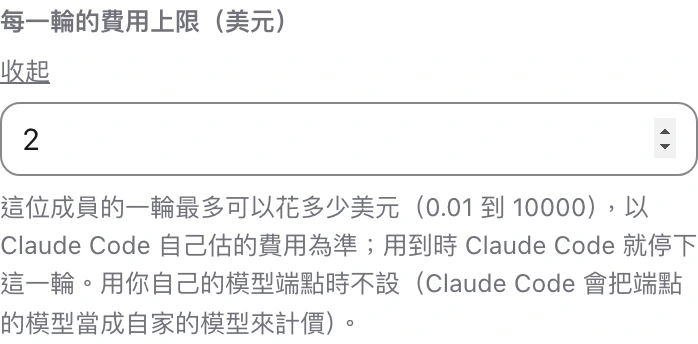 每一輪的費用上限（美元）
收起
2
這位成員的一輪最多可以花多少美元（0.01 到 10000），以
Claude Code 自己估的費用為準；用到時 Claude Code 就停下
這一輪。用你自己的模型端點時不設（Claude Code 會把端點
的模型當成自家的模型來計價）。